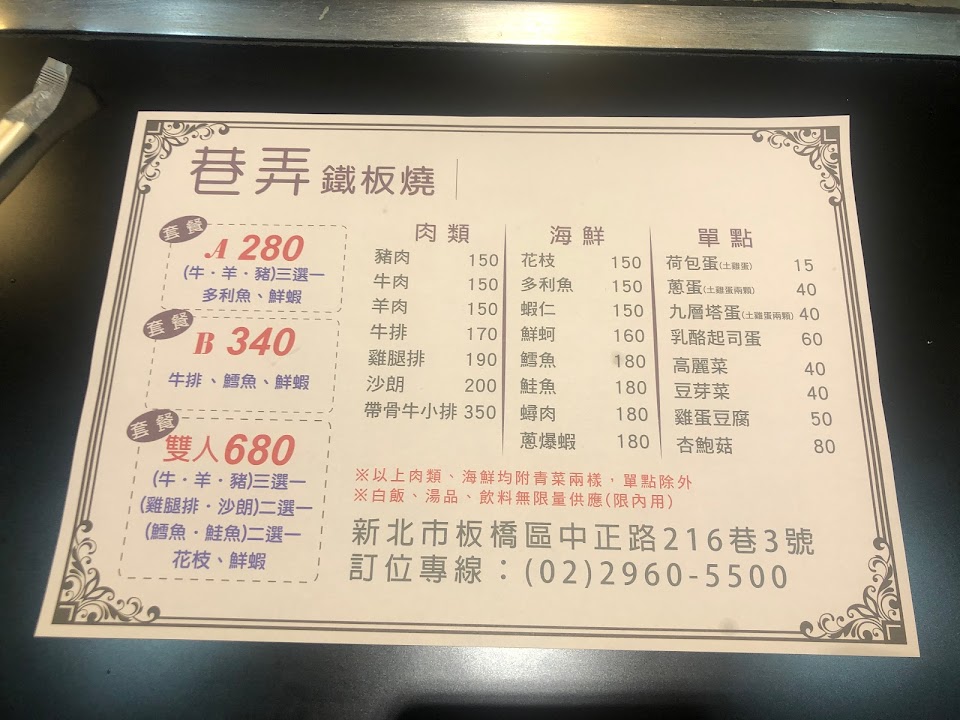 巷弄 鐵板燒
套餐
A 280
(牛・羊・豬)三選一
多利魚、鮮蝦
套餐
B 340
牛排、鱈魚、鮮蝦
套餐
雙人680
(牛・羊・豬)三選一
(雞腿排・沙朗)二選一
(鱈魚・鮭魚)二選一
花枝、鮮蝦
肉類
豬肉 150
牛肉 150
羊肉 150
牛排 170
雞腿排 190
沙朗 200
帶骨牛小排 350
海鮮
花枝 150
多利魚 150
蝦仁 150
鮮蚵 160
鱈魚 180
鮭魚 180
蟳肉 180
蔥爆蝦 180
單點
荷包蛋(土雞蛋) 15
蔥蛋(土雞蛋兩顆) 40
九層塔蛋(土雞蛋兩顆) 40
乳酪起司蛋 60
高麗菜 40
豆芽菜 40
雞蛋豆腐 50
杏鮑菇 80
※以上肉類、海鮮均附青菜兩樣，單點除外
※白飯、湯品、飲料無限量供應(限內用)
新北市板橋區中正路216巷3號
訂位專線：(02)2960-5500